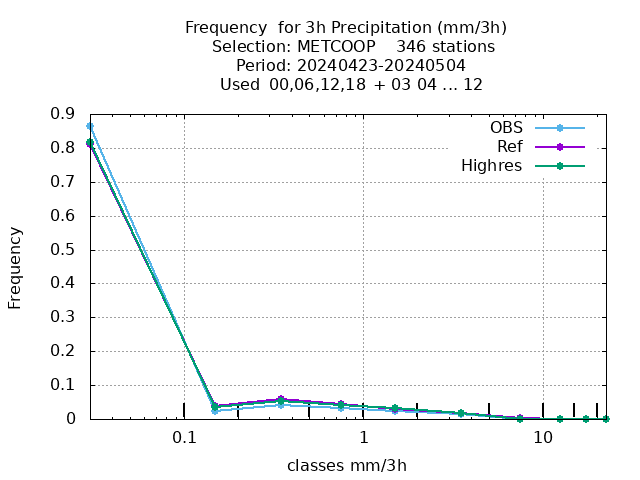 Frequency  for 3h Precipitation (mm/3h)
Selection: METCOOP    346 stations
Period: 20240423-20240504
Used 00,06,12,18 + 03 04 ... 12
OBS
Ref
Highres
Frequency
0.9
0.8
0.7
0.6
0.5
0.4
0.3
0.2
0.1
0
0.1
1
10
classes mm/3h